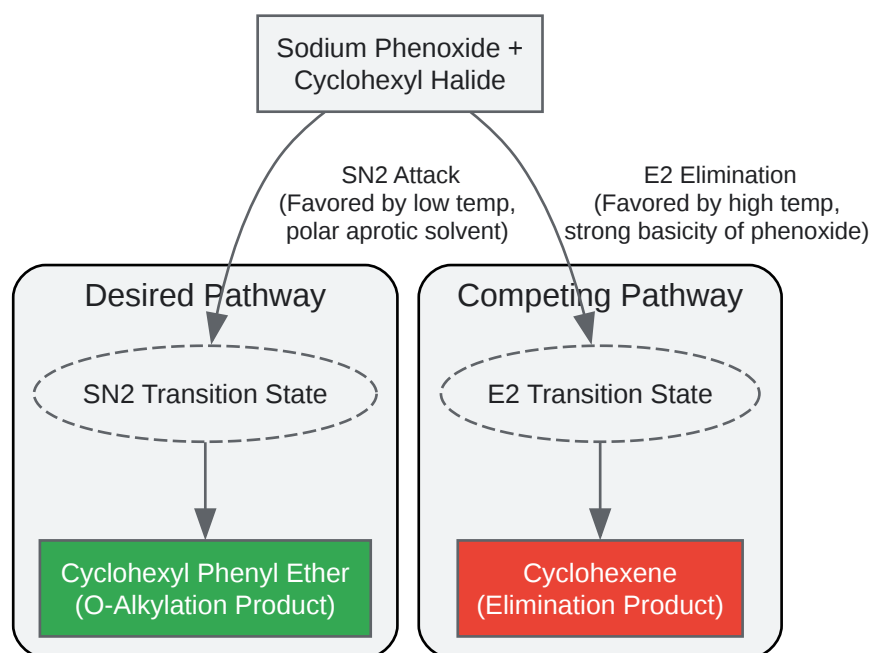 Sodium Phenoxide +
Cyclohexyl Halide
SN2 Attack
(Favored by low temp,
polar aprotic solvent)
E2 Elimination
(Favored by high temp,
strong basicity of phenoxide)
Desired Pathway
Competing Pathway
SN2 Transition State
E2 Transition State
Cyclohexyl Phenyl Ether
(O-Alkylation Product)
Cyclohexene
(Elimination Product)